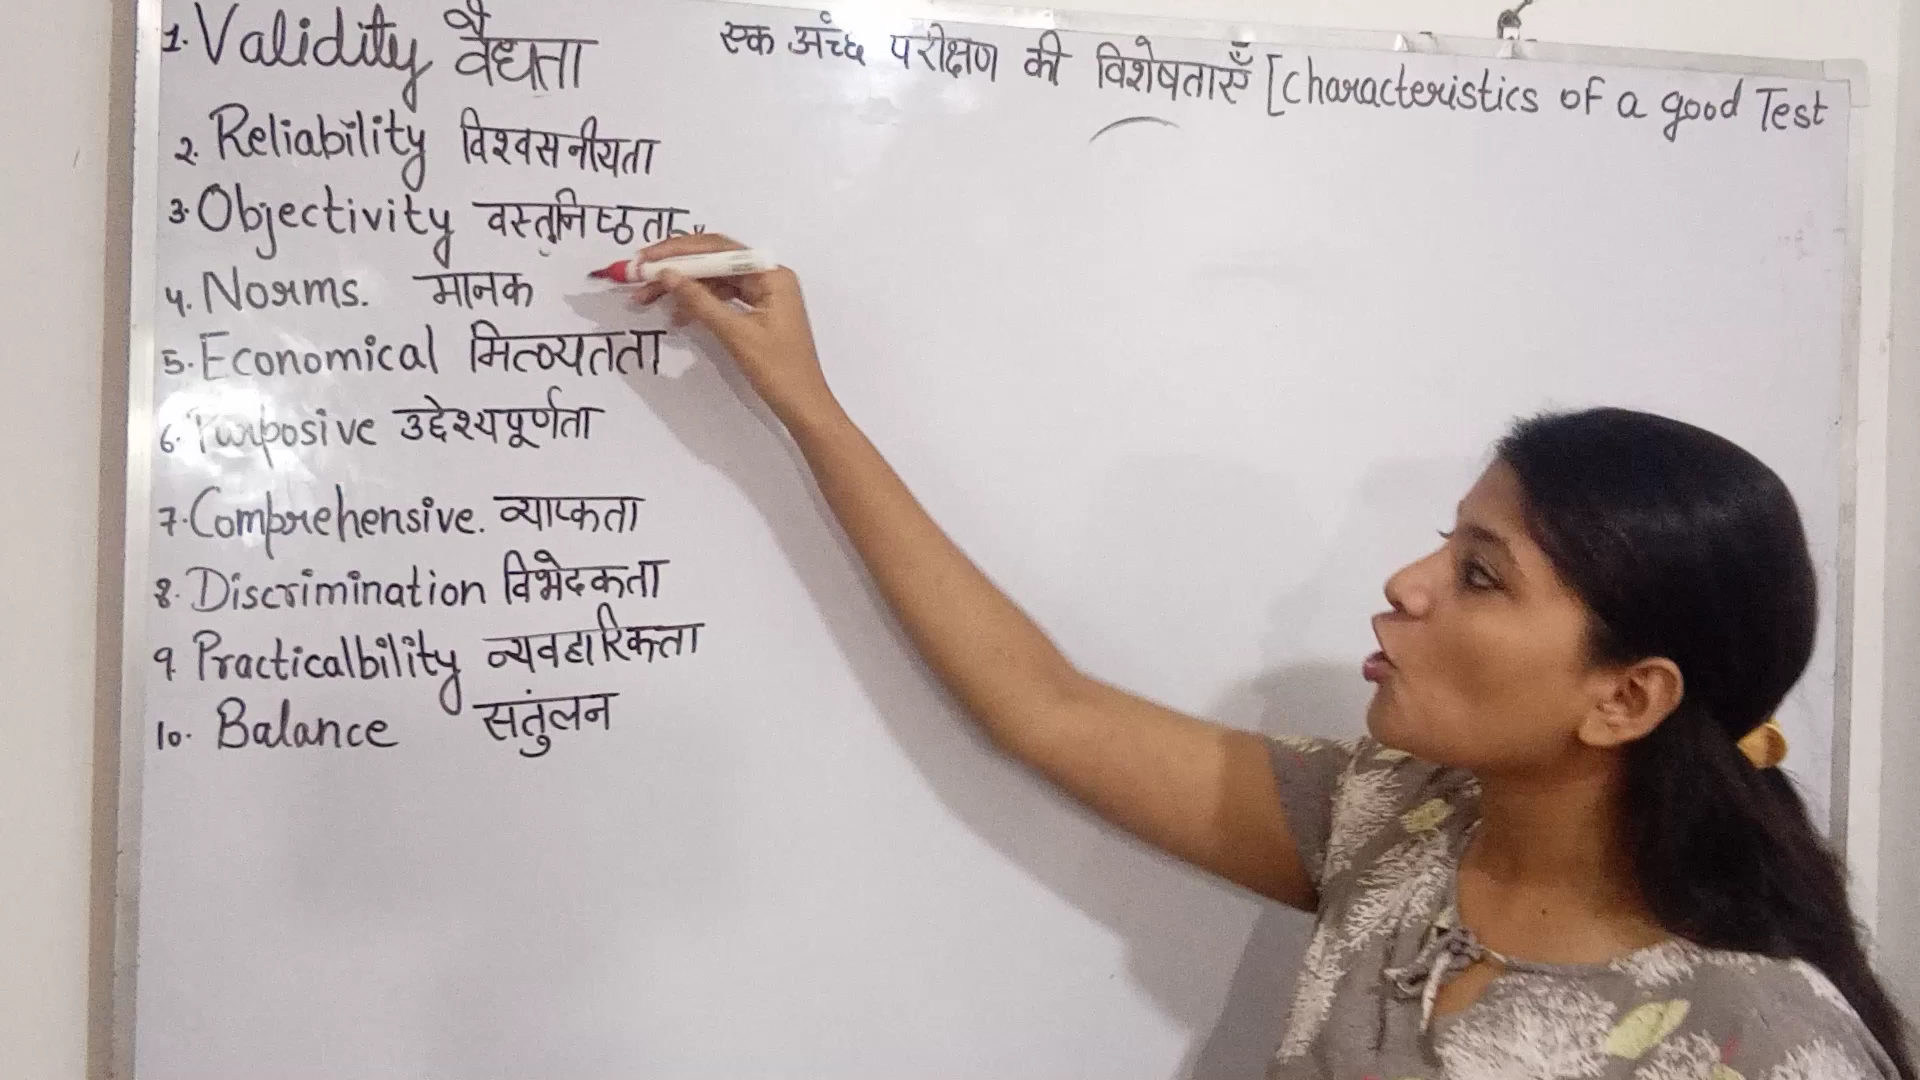 एक अच्छे परीक्षण की विशेषताएँ [Characteristics of a good Test
1. Validity वैधता
2. Reliability विश्वसनीयता
3. Objectivity वस्तुनिष्ठता
4. Norms. मानक
5. Economical मितव्यतता
6. Purposive उद्देश्यपूर्णता
7. Comprehensive. व्यापकता
8. Discrimination विभेदकता
9. Practicalbility व्यवहारिकता
10. Balance संतुलन